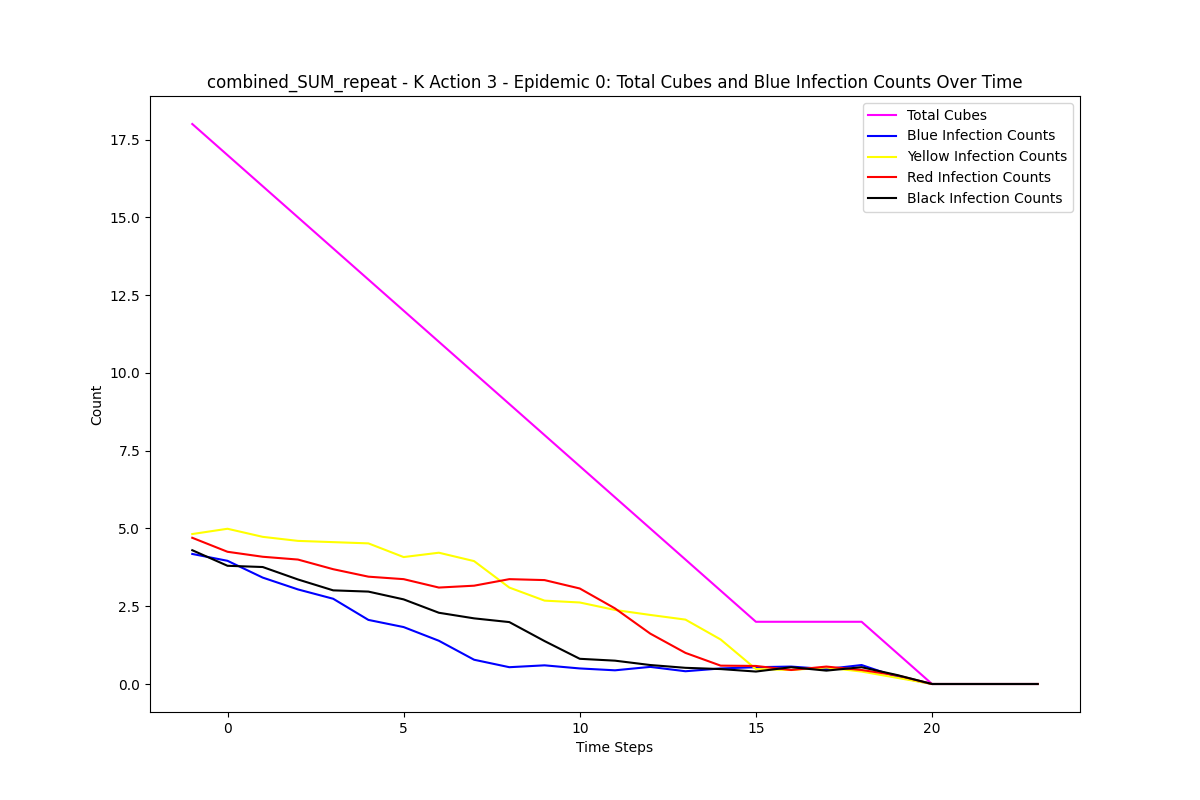 combined_SUM_repeat - K Action 3 - Epidemic 0: Total Cubes and Blue Infection Counts Over Time
Total Cubes
Blue Infection Counts
Yellow Infection Counts
Red Infection Counts
Black Infection Counts
17.5
15.0
12.5
10.0
7.5
5.0
2.5
0.0
Count
0 5 10 15 20
Time Steps